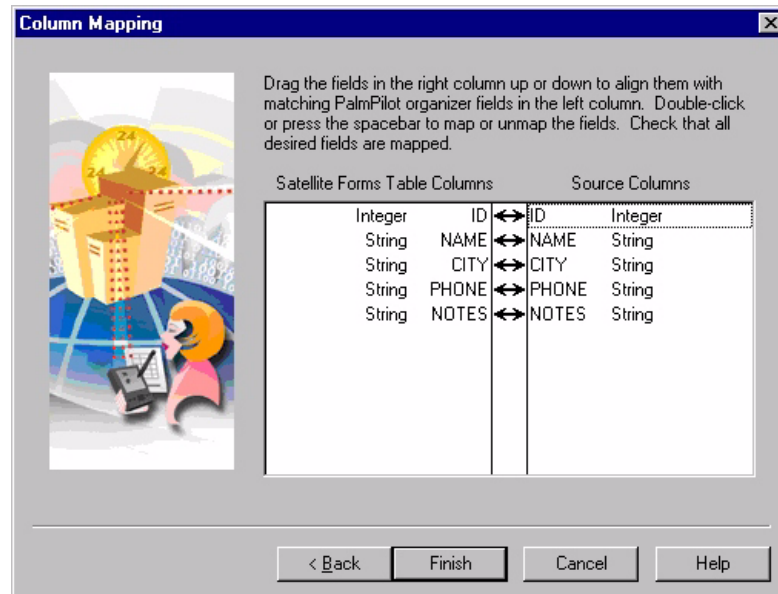 Column Mapping
Drag the fields in the right column up or down to align them with
matching PalmPilot organizer fields in the left column. Double-click
or press the spacebar to map or unmap the fields. Check that all
desired fields are mapped.
Satellite Forms Table Columns Source Columns
Integer ID ID Integer
String NAME NAME String
String CITY CITY String
String PHONE PHONE String
String NOTES NOTES String
24
24 24
< Back Finish Cancel Help